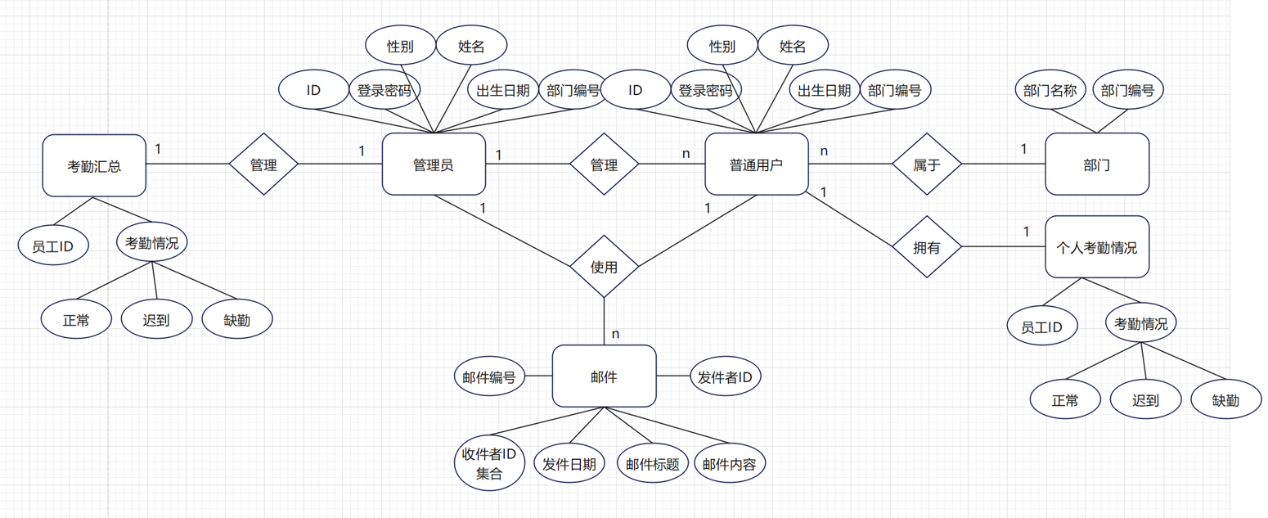 性别
姓名
性别
姓名
ID
登录密码
出生日期
部门编号
ID
登录密码
出生日期
部门编号
部门名称
部门编号
考勤汇总
1
管理
1
管理员
1
管理
n
普通用户
n
属于
1
部门
员工ID
考勤情况
1
1
1
使用
拥有
1
个人考勤情况
正常
迟到
缺勤
员工ID
考勤情况
n
邮件编号
邮件
发件者ID
正常
迟到
缺勤
收件者ID
集合
发件日期
邮件标题
邮件内容